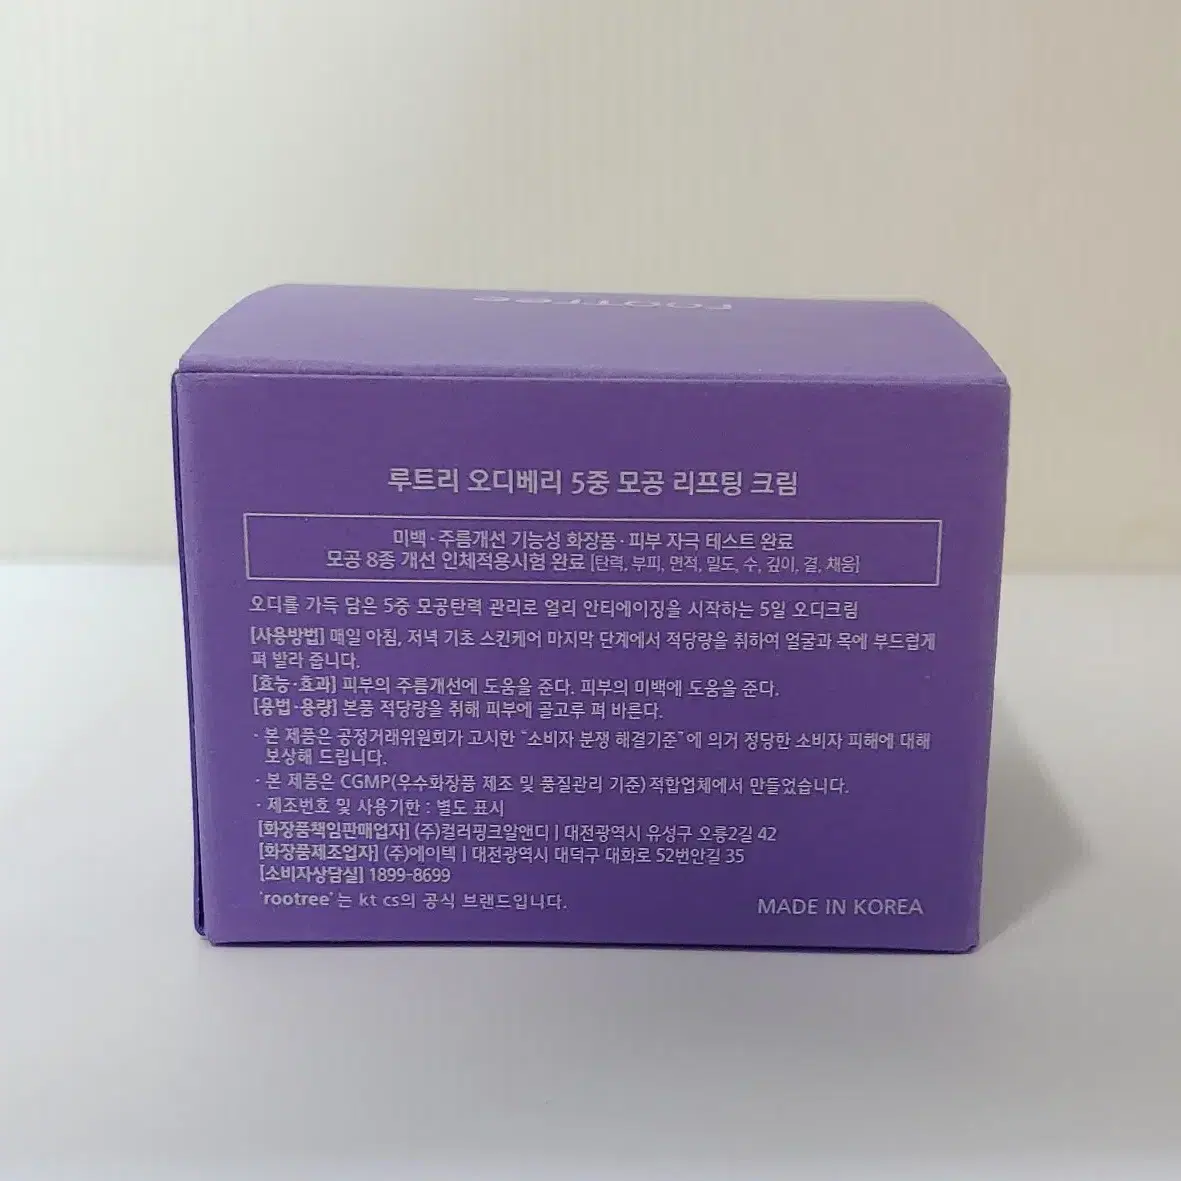 rootree
루트리 오디베리 5중 모공 리프팅 크림
미백·주름개선 기능성 화장품·피부 자극 테스트 완료
모공 8종 개선 인체적용시험 완료 [탄력, 부피, 면적, 밀도, 수, 깊이, 결, 채움]
오디를 가득 담은 5중 모공탄력 관리로 얼리 안티에이징을 시작하는 5일 오디크림
[사용방법] 매일 아침, 저녁 기초 스킨케어 마지막 단계에서 적당량을 취하여 얼굴과 목에 부드럽게
펴 발라 줍니다.
[효능·효과] 피부의 주름개선에 도움을 준다. 피부의 미백에 도움을 준다.
[용법·용량] 본품 적당량을 취해 피부에 골고루 펴 바른다.
· 본 제품은 공정거래위원회가 고시한 "소비자 분쟁 해결기준"에 의거 정당한 소비자 피해에 대해
보상해 드립니다.
· 본 제품은 CGMP(우수화장품 제조 및 품질관리 기준) 적합업체에서 만들었습니다.
· 제조번호 및 사용기한 : 별도 표시
[화장품책임판매업자] (주)컬러핑크알앤디 | 대전광역시 유성구 오룡2길 42
[화장품제조업자] (주)에이텍 | 대전광역시 대덕구 대화로 52번안길 35
[소비자상담실] 1899-8699
'rootree'는 kt cs의 공식 브랜드입니다.
MADE IN KOREA